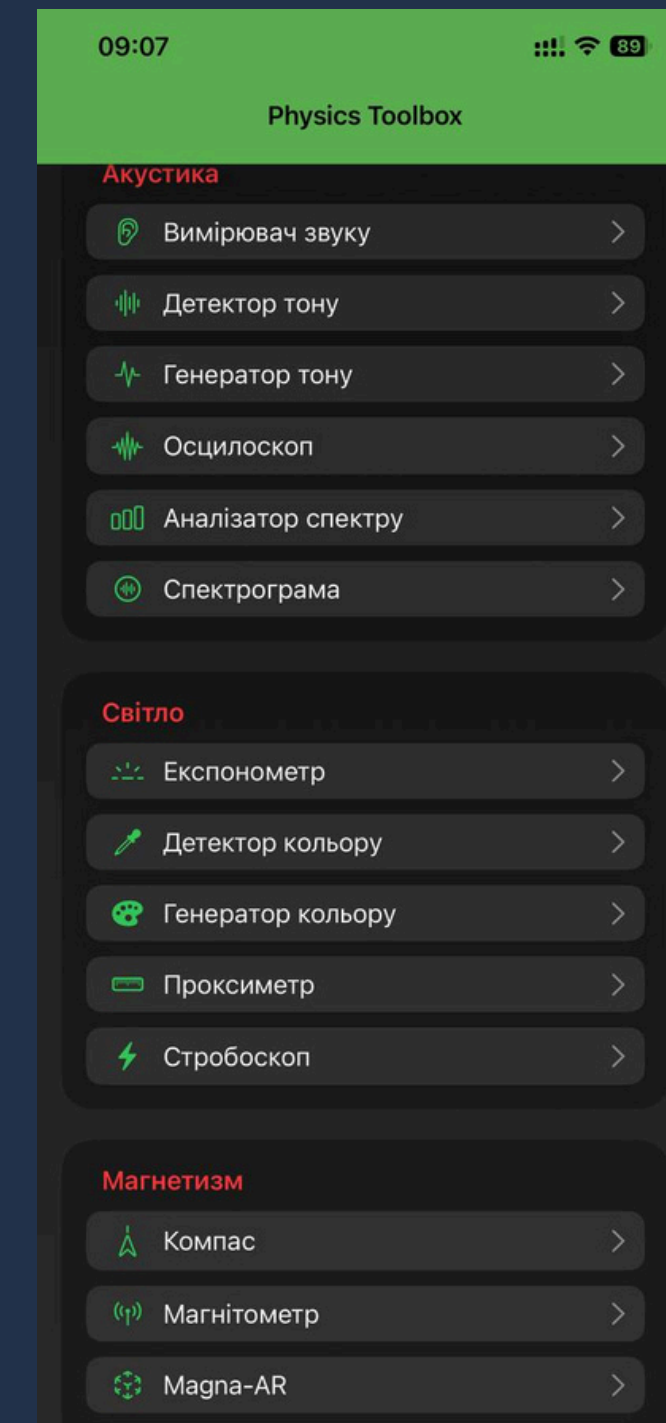 09:07
89
Physics Toolbox
Акустика
Вимірювач звуку
Детектор тону
Генератор тону
Осцилоскоп
Аналізатор спектру
Спектрограма
Світло
Експонометр
Детектор кольору
Генератор кольору
Проксиметр
Стробоскоп
Магнетизм
Компас
Магнітометр
Magna-AR